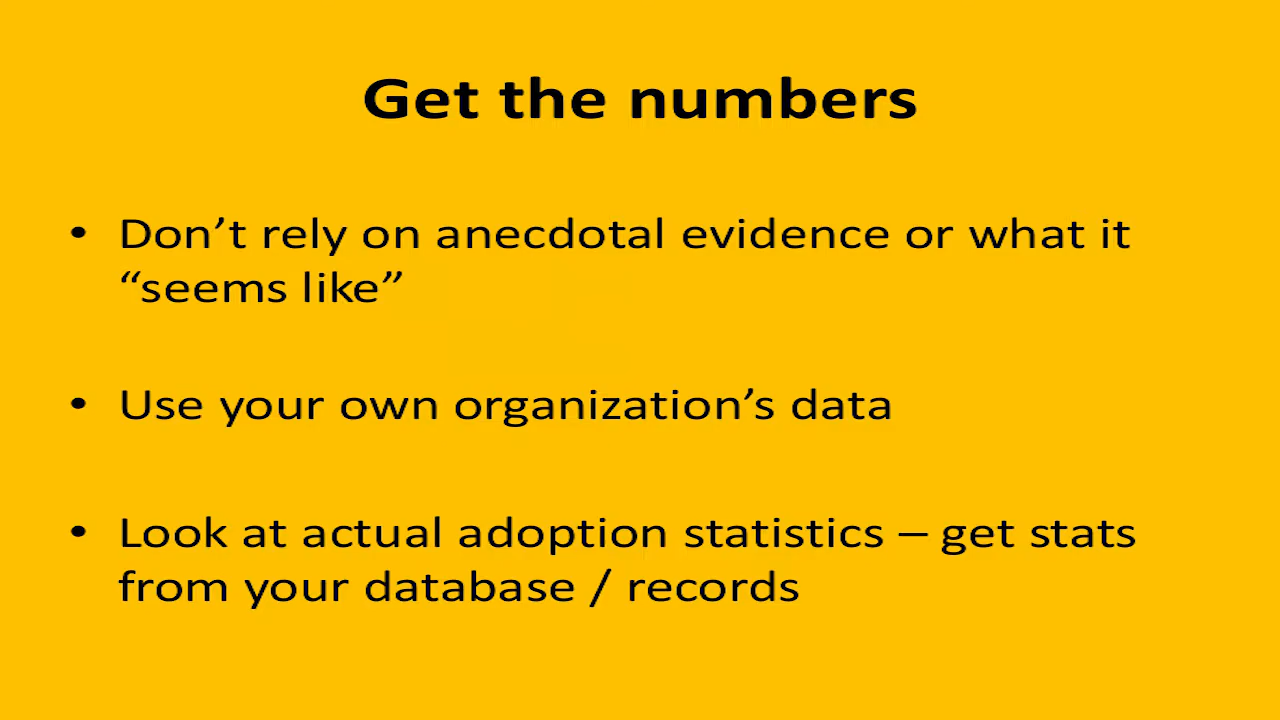 Get the numbers
• Don’t rely on anecdotal evidence or what it
“seems like”
• Use your own organization’s data
• Look at actual adoption statistics – get stats
from your database / records